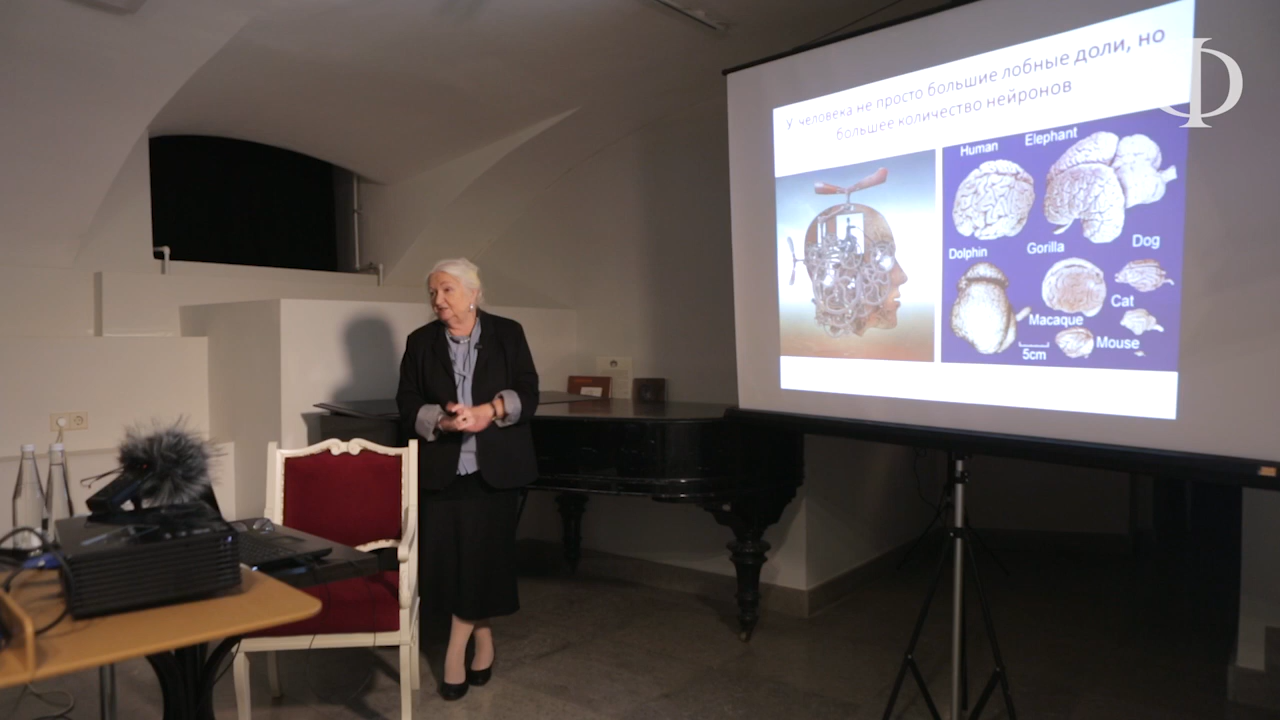 Ф
У человека не просто большие лобные доли, но
большее количество нейронов
Human
Elephant
Dolphin
Gorilla
Dog
Cat
Macaque
Mouse
5cm